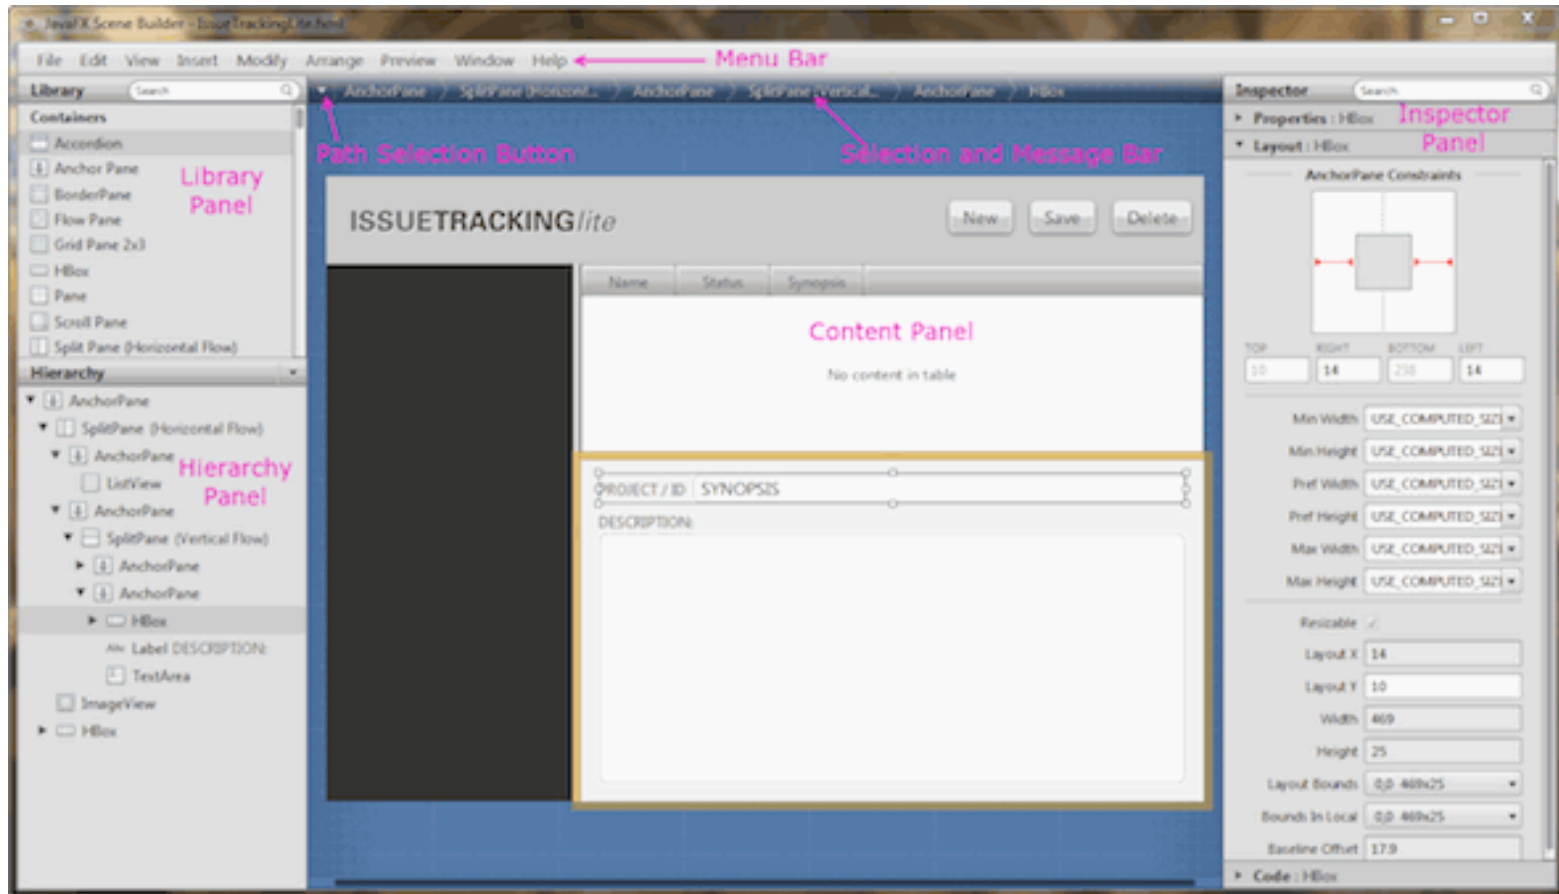 JavaFX Scene Builder - IssueTrackingLite.fxml
File Edit View Insert Modify Arrange Preview Window Help
Menu Bar
Library Search
Containers
Accordion
Anchor Pane
BorderPane
Flow Pane
Grid Pane 2x3
HBox
Pane
Scroll Pane
Split Pane (Horizontal Flow)
Library
Panel
Hierarchy
AnchorPane
SplitPane (Horizontal Flow)
AnchorPane
ListView
AnchorPane
SplitPane (Vertical Flow)
AnchorPane
AnchorPane
HBox
Abc Label DESCRIPTION:
TextArea
ImageView
HBox
Hierarchy
Panel
AnchorPane SplitPane (Horizont... AnchorPane SplitPane (Vertical... AnchorPane HBox
Path Selection Button
Selection and Message Bar
ISSUETRACKINGlite
New Save Delete
Name Status Synopsis
Content Panel
No content in table
PROJECT / ID SYNOPSIS
DESCRIPTION:
Inspector Search
Properties : HBox
Inspector
Panel
Layout : HBox
AnchorPane Constraints
TOP RIGHT BOTTOM LEFT
10 14 238 14
Min Width USE_COMPUTED_SIZE
Min Height USE_COMPUTED_SIZE
Pref Width USE_COMPUTED_SIZE
Pref Height USE_COMPUTED_SIZE
Max Width USE_COMPUTED_SIZE
Max Height USE_COMPUTED_SIZE
Resizable
Layout X 14
Layout Y 10
Width 469
Height 25
Layout Bounds 0,0 469x25
Bounds In Local 0,0 469x25
Baseline Offset 17.9
Code : HBox